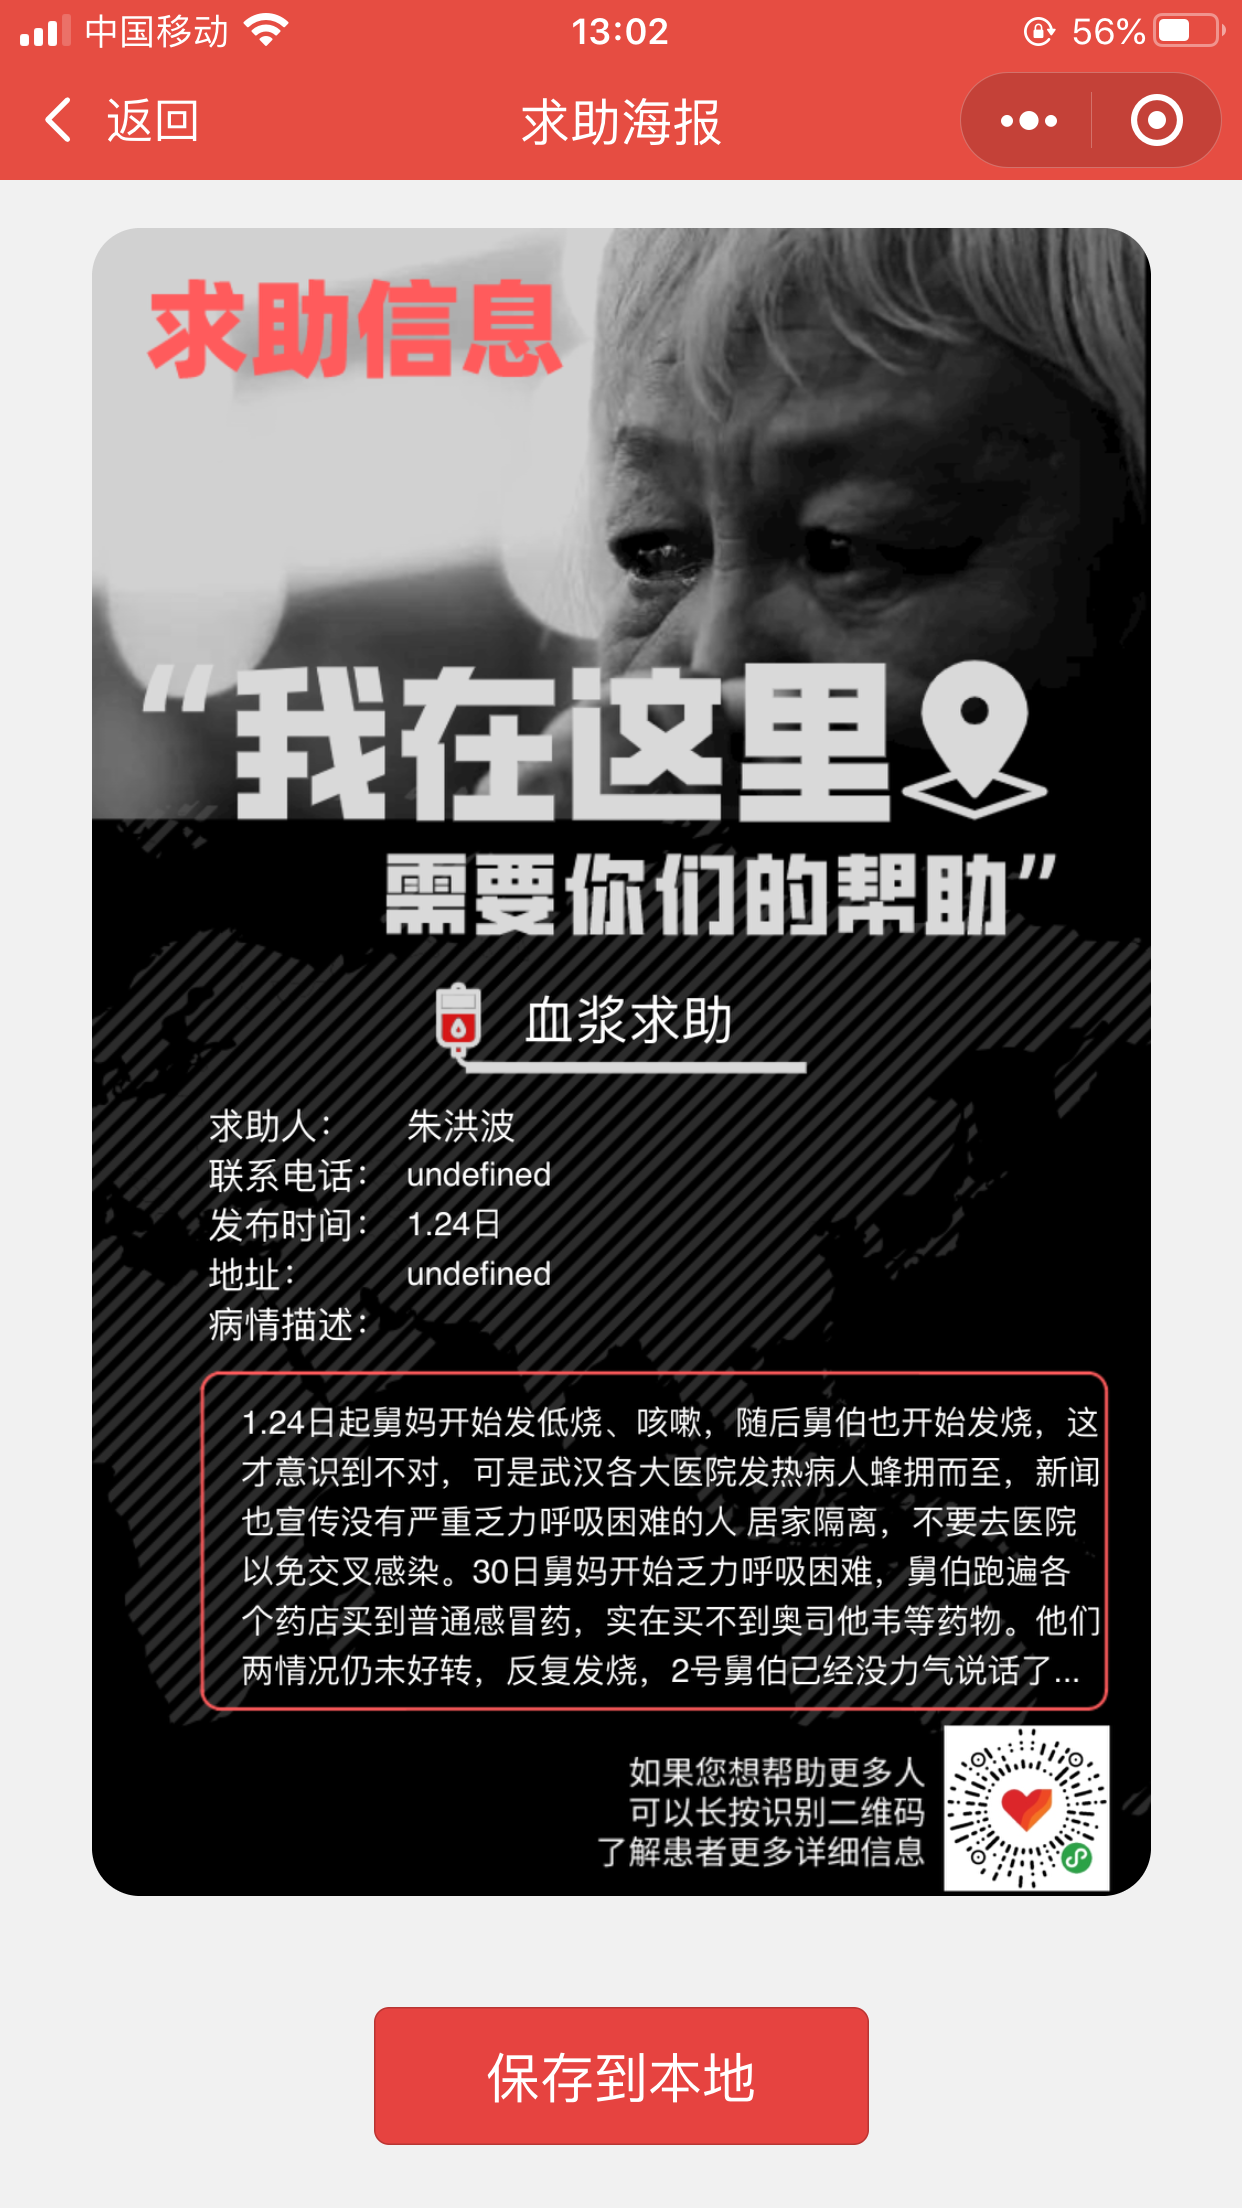 中国移动
13:02
56%
返回
求助海报
求助信息
“我在这里
需要你们的帮助”
血浆求助
求助人： 朱洪波
联系电话： undefined
发布时间： 1.24日
地址： undefined
病情描述：
1.24日起舅妈开始发低烧、咳嗽，随后舅伯也开始发烧，这
才意识到不对，可是武汉各大医院发热病人蜂拥而至，新闻
也宣传没有严重乏力呼吸困难的人 居家隔离，不要去医院
以免交叉感染。30日舅妈开始乏力呼吸困难，舅伯跑遍各
个药店买到普通感冒药，实在买不到奥司他韦等药物。他们
两情况仍未好转，反复发烧，2号舅伯已经没力气说话了...
如果您想帮助更多人
可以长按识别二维码
了解患者更多详细信息
保存到本地